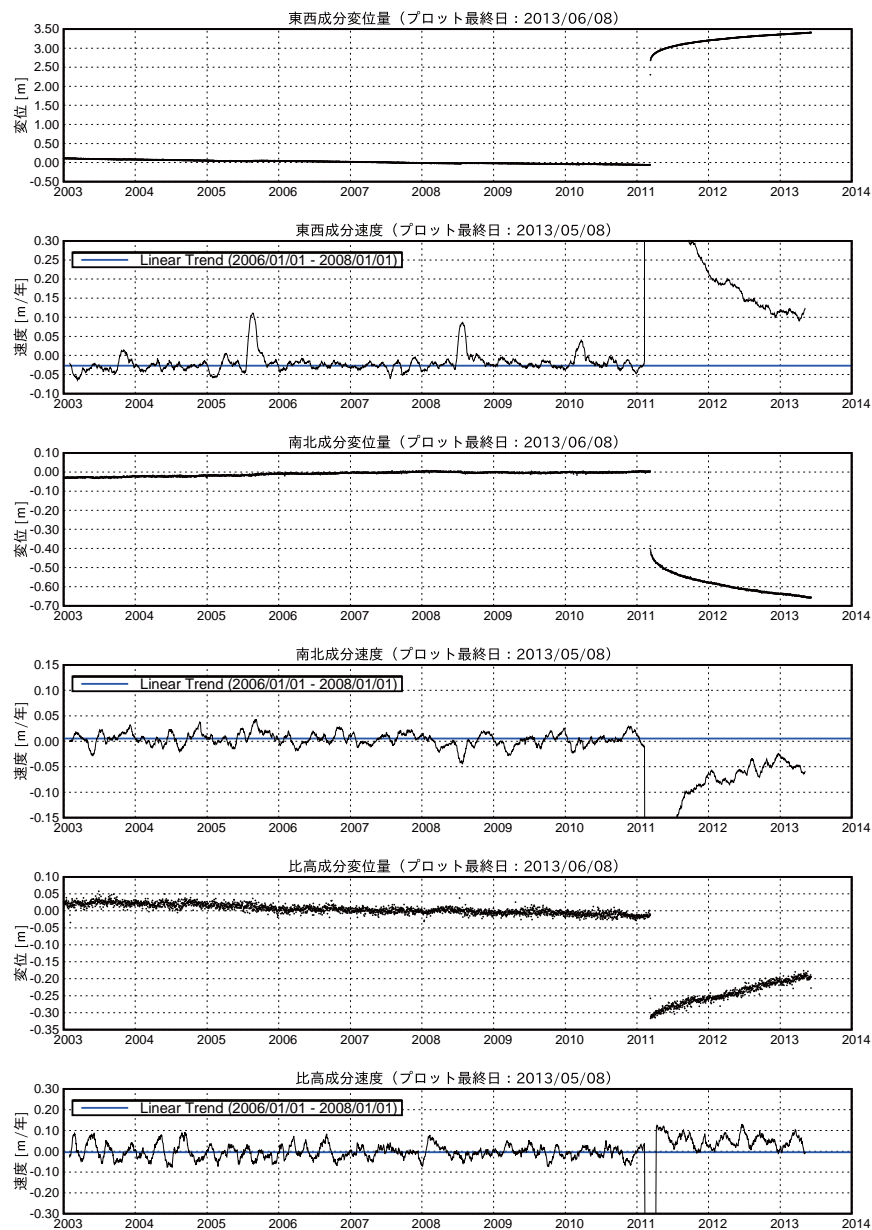 東西成分変位量（プロット最終日：2013/06/08）
3.50
3.00
2.50
2.00
1.50
1.00
0.50
0.00
-0.50
変位 [m]
2003 2004 2005 2006 2007 2008 2009 2010 2011 2012 2013 2014
東西成分速度（プロット最終日：2013/05/08）
0.30
0.25
0.20
0.15
0.10
0.05
0.00
-0.05
-0.10
速度 [m/年]
Linear Trend (2006/01/01 - 2008/01/01)
2003 2004 2005 2006 2007 2008 2009 2010 2011 2012 2013 2014
南北成分変位量（プロット最終日：2013/06/08）
0.10
0.00
-0.10
-0.20
-0.30
-0.40
-0.50
-0.60
-0.70
変位 [m]
2003 2004 2005 2006 2007 2008 2009 2010 2011 2012 2013 2014
南北成分速度（プロット最終日：2013/05/08）
0.15
0.10
0.05
0.00
-0.05
-0.10
-0.15
速度 [m/年]
Linear Trend (2006/01/01 - 2008/01/01)
2003 2004 2005 2006 2007 2008 2009 2010 2011 2012 2013 2014
比高成分変位量（プロット最終日：2013/06/08）
0.10
0.05
0.00
-0.05
-0.10
-0.15
-0.20
-0.25
-0.30
-0.35
変位 [m]
2003 2004 2005 2006 2007 2008 2009 2010 2011 2012 2013 2014
比高成分速度（プロット最終日：2013/05/08）
0.30
0.20
0.10
0.00
-0.10
-0.20
-0.30
速度 [m/年]
Linear Trend (2006/01/01 - 2008/01/01)
2003 2004 2005 2006 2007 2008 2009 2010 2011 2012 2013 2014